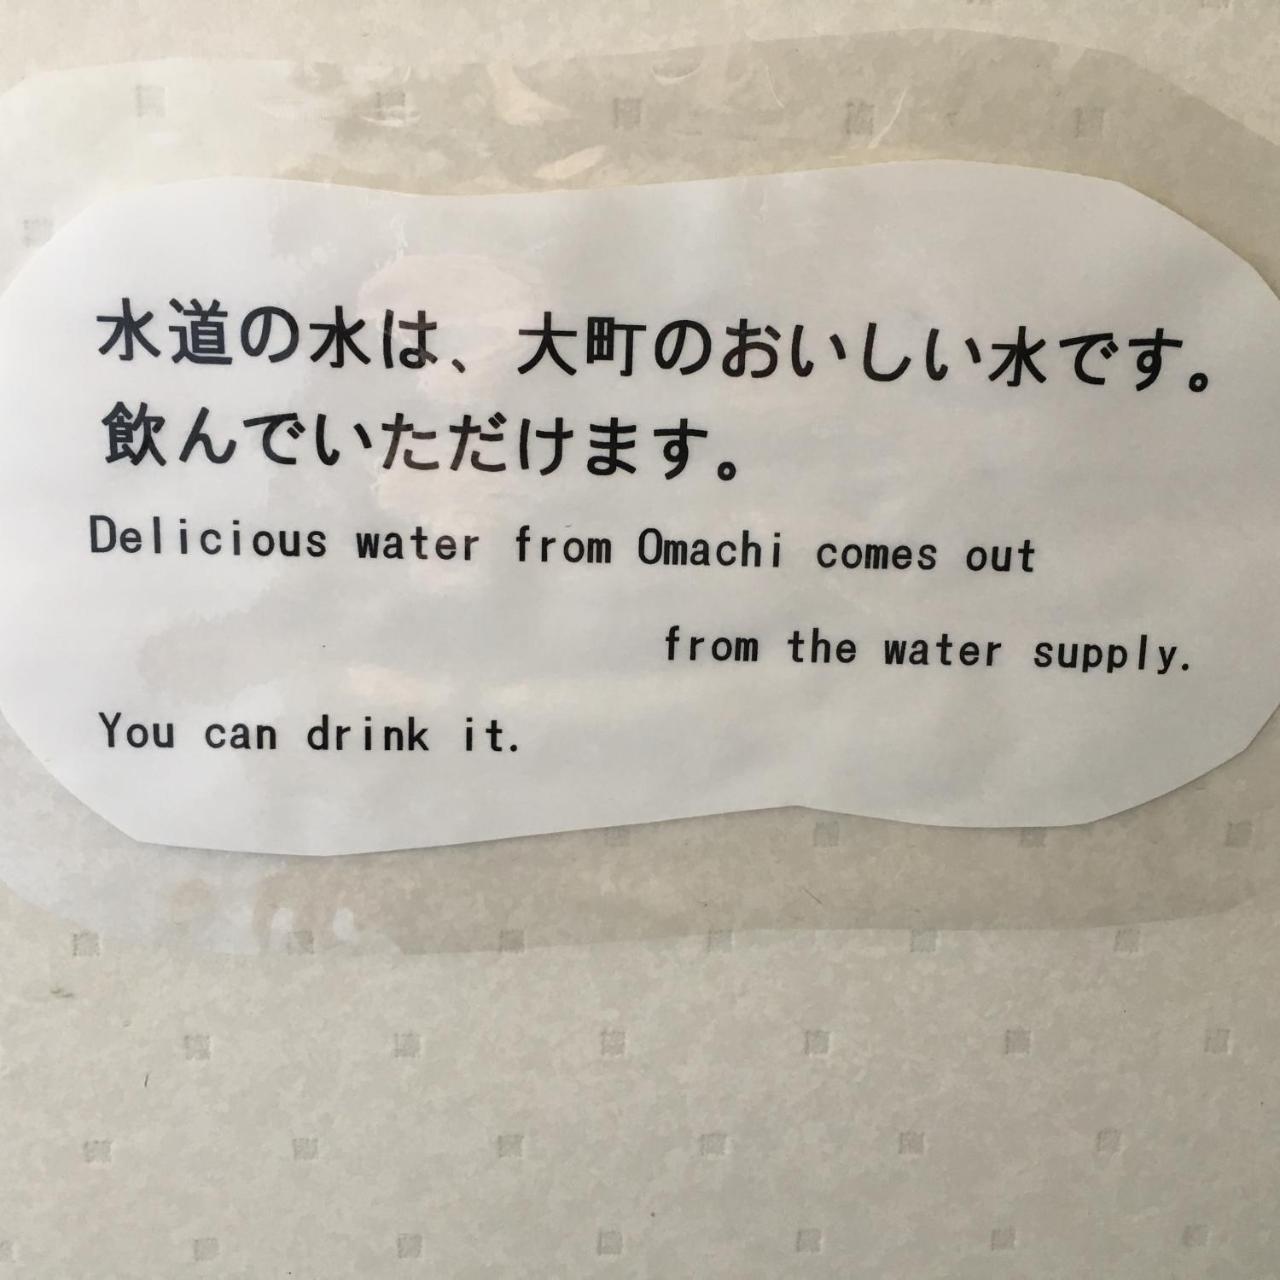 水道の水は、大町のおいしい水です。
飲んでいただけます。
Delicious water from Omachi comes out
from the water supply.
You can drink it.